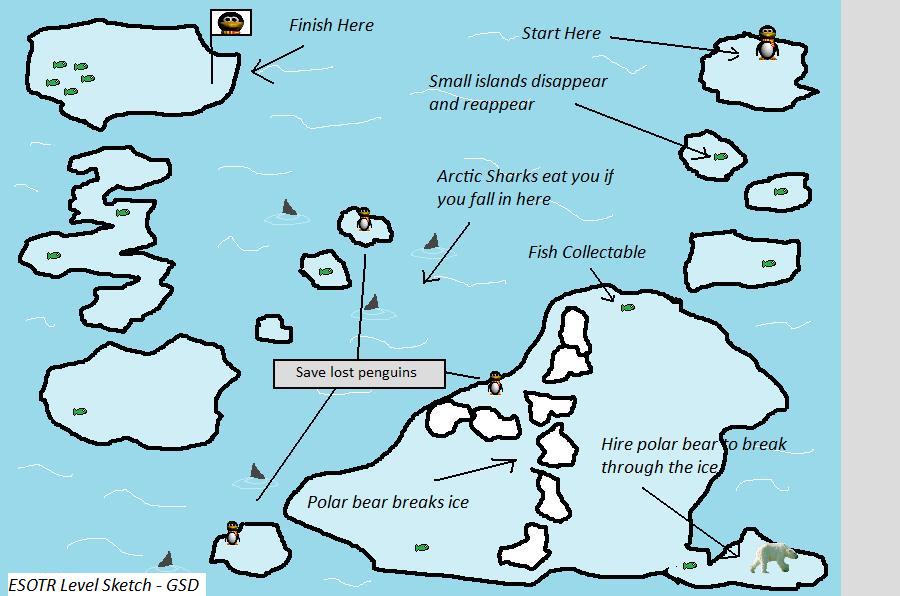 Finish Here
Start Here
Small islands disappear
and reappear
Arctic Sharks eat you if
you fall in here
Fish Collectable
Save lost penguins
Hire polar bear to break
through the ice
Polar bear breaks ice
ESOTR Level Sketch - GSD